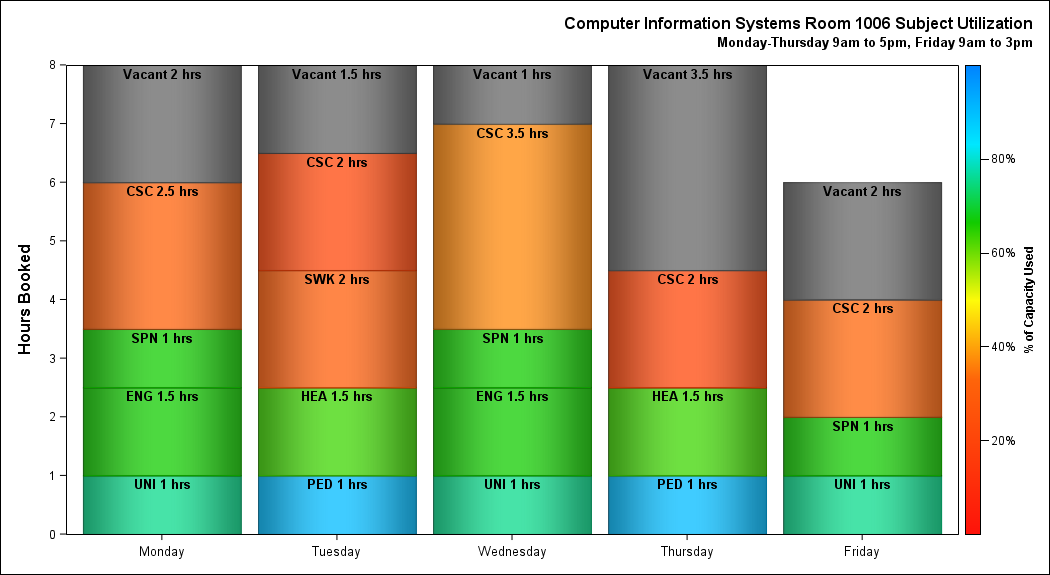 Computer Information Systems Room 1006 Subject Utilization
Monday-Thursday 9am to 5pm, Friday 9am to 3pm
Hours Booked
8
7
6
5
4
3
2
1
0
Vacant 2 hrs
CSC 2.5 hrs
SPN 1 hrs
ENG 1.5 hrs
UNI 1 hrs
Vacant 1.5 hrs
CSC 2 hrs
SWK 2 hrs
HEA 1.5 hrs
PED 1 hrs
Vacant 1 hrs
CSC 3.5 hrs
SPN 1 hrs
ENG 1.5 hrs
UNI 1 hrs
Vacant 3.5 hrs
CSC 2 hrs
HEA 1.5 hrs
PED 1 hrs
Vacant 2 hrs
CSC 2 hrs
SPN 1 hrs
UNI 1 hrs
Monday
Tuesday
Wednesday
Thursday
Friday
80%
60%
40%
20%
% of Capacity Used